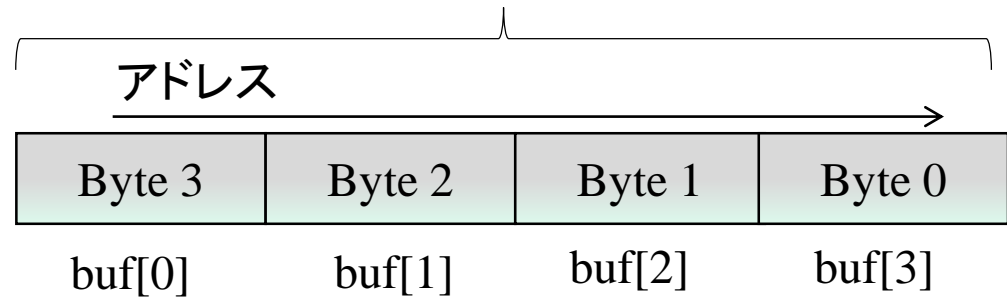 アドレス
Byte 3 Byte 2 Byte 1 Byte 0
buf[0] buf[1] buf[2] buf[3]